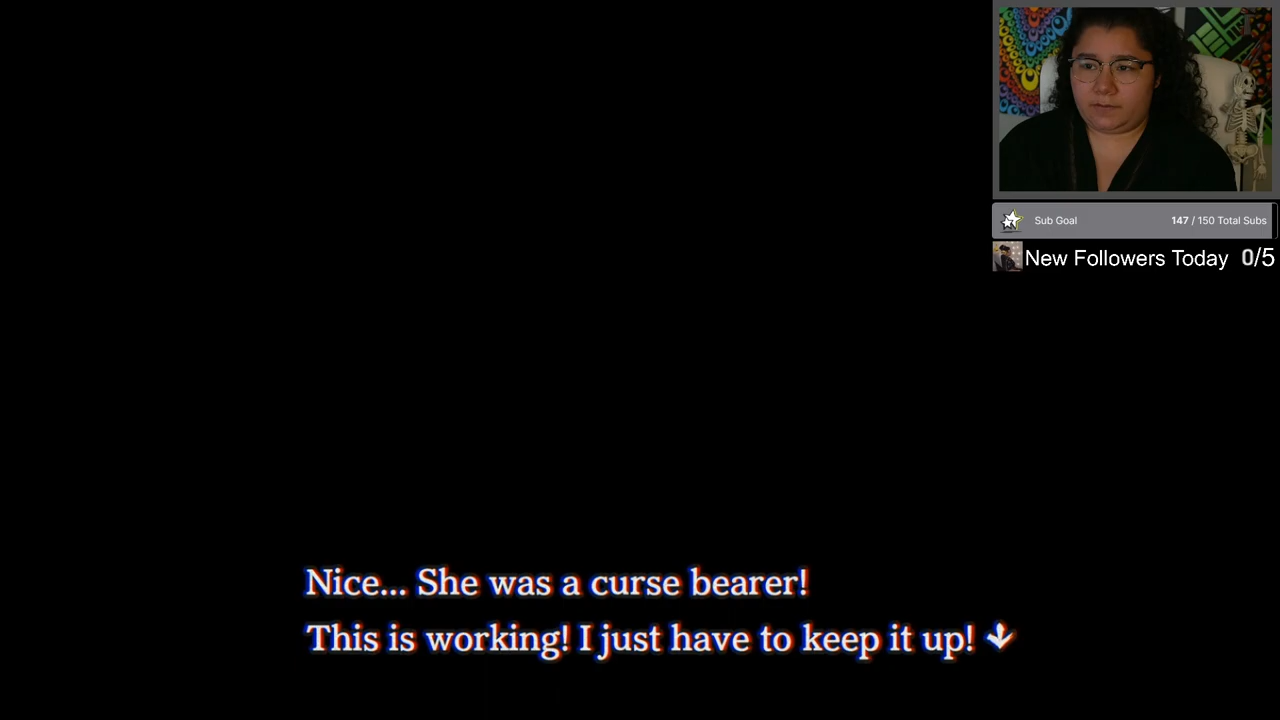 Sub Goal 147 / 150 Total Subs
New Followers Today 0/5
Nice... She was a curse bearer!
This is working! I just have to keep it up!